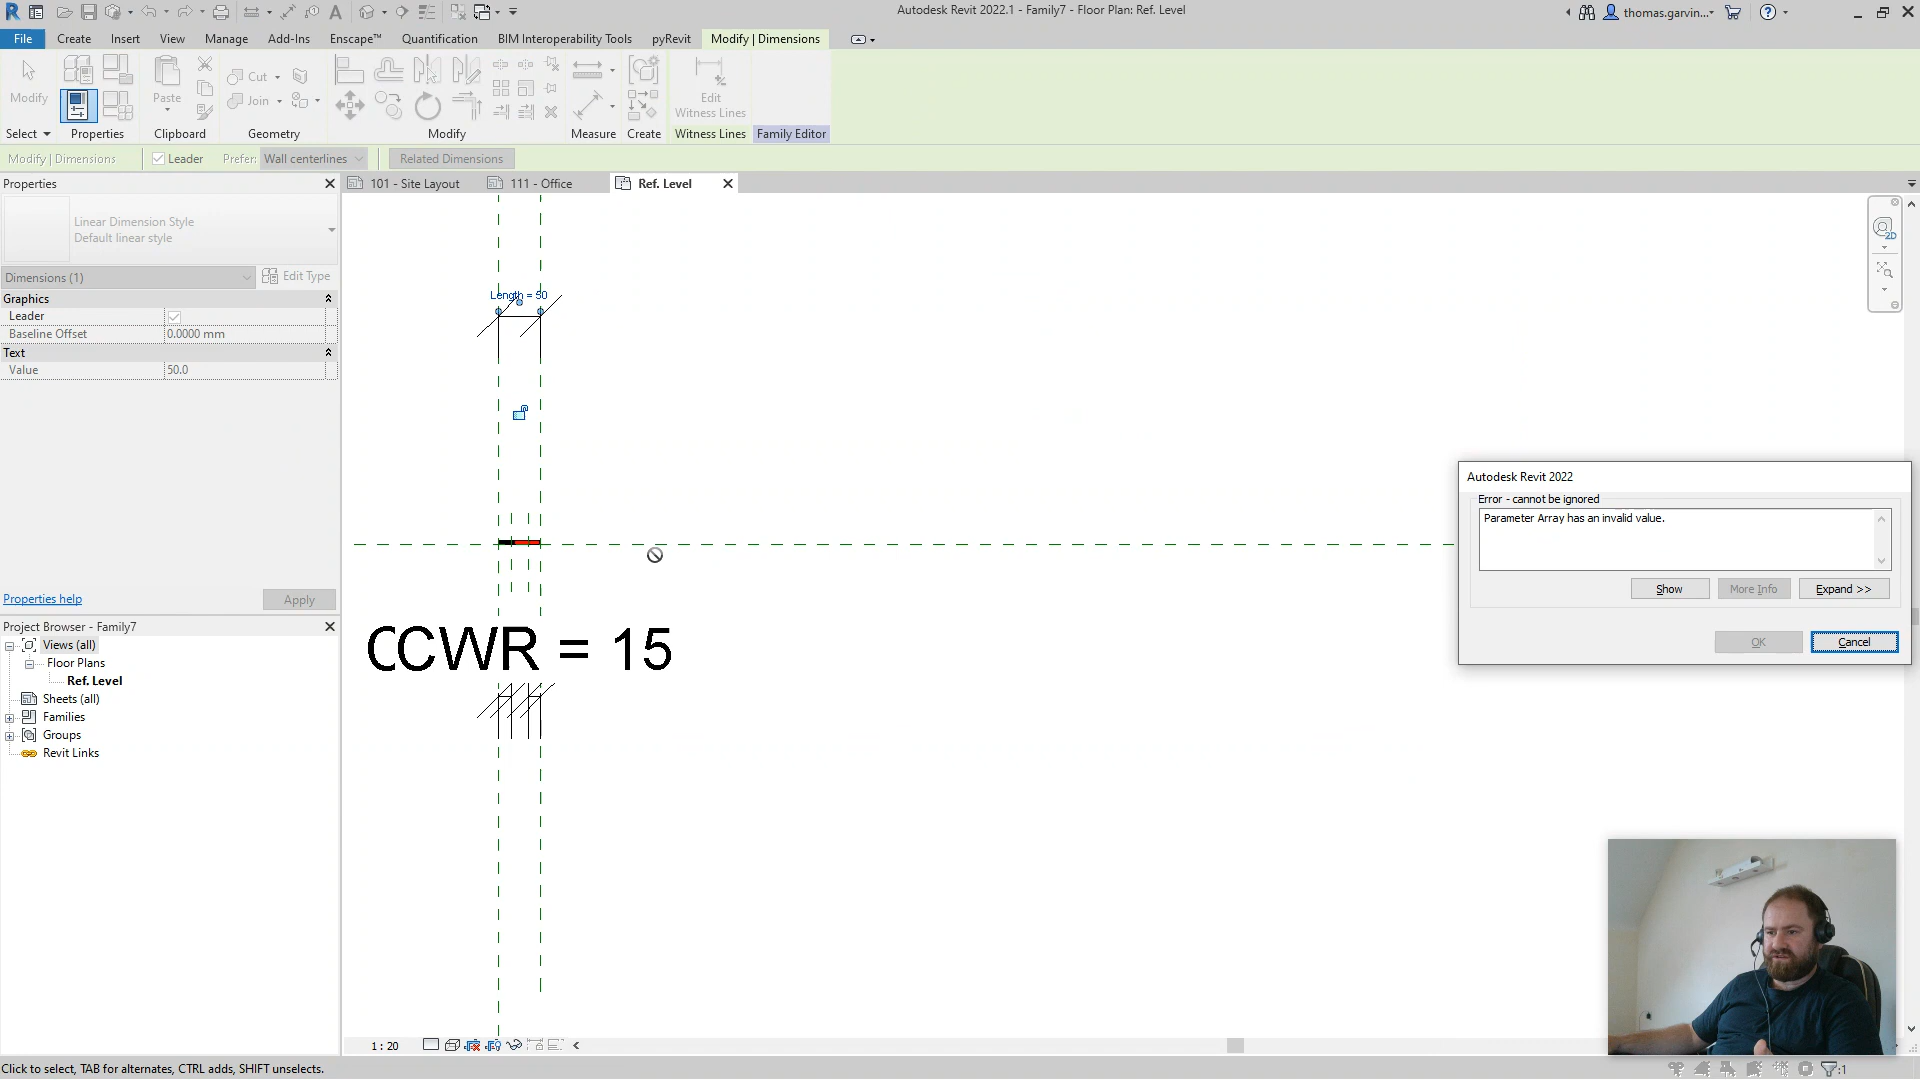 Autodesk Revit 2022.1 - Family7 - Floor Plan: Ref. Level
thomas.garvin...
File Create Insert View Manage Add-Ins Enscape™ Quantification BIM Interoperability Tools pyRevit Modify | Dimensions
Modify
Paste
Cut
Join
Edit
Witness Lines
Select Properties Clipboard Geometry Modify Measure Create Witness Lines Family Editor
Modify | Dimensions Leader Prefer: Wall centerlines Related Dimensions
Properties
101 - Site Layout 111 - Office Ref. Level
Linear Dimension Style
Default linear style
Dimensions (1) Edit Type
Graphics
Leader
Baseline Offset 0.0000 mm
Text
Value 50.0
Properties help Apply
Project Browser - Family7
Views (all)
Floor Plans
Ref. Level
Sheets (all)
Families
Groups
Revit Links
Length = 50
CCWR = 15
2D
Autodesk Revit 2022
Error - cannot be ignored
Parameter Array has an invalid value.
Show More Info Expand >>
OK Cancel
1 : 20
Click to select, TAB for alternates, CTRL adds, SHIFT unselects.
:1